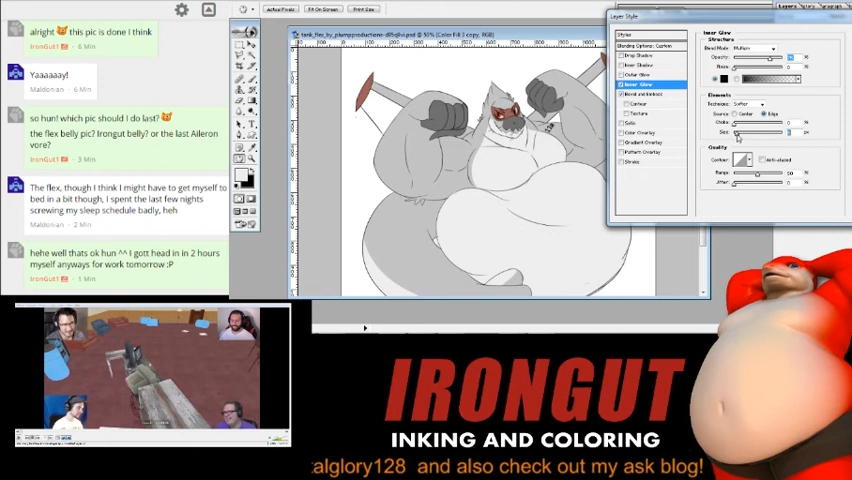 alright this pic is done I think
IronGut1 6 Min
Yaaaaaay!
Maldonian - 6 Min
so hun! which pic should I do last?
the flex belly pic? Irongut belly? or the last Aileron
vore?
IronGut1 3 Min
The flex, though I think I might have to get myself to
bed in a bit though, I spent the last few nights
screwing my sleep schedule badly, heh
Maldonian - 2 Min
hehe well thats ok hun ^^ I gott head in in 2 hours
myself anyways for work tomorrow :P
IronGut1 1 Min
Actual Pixels
Fit On Screen
Print Size
Layer Style
Styles
Blending Options: Custom
Drop Shadow
Inner Shadow
Outer Glow
Inner Glow
Bevel and Emboss
Contour
Texture
Satin
Color Overlay
Gradient Overlay
Pattern Overlay
Stroke
Inner Glow
Structure
Blend Mode: Multiply
Opacity:
Noise: 0 %
Elements
Technique: Softer
Source: Center Edge
Choke: 0 %
Size: px
Quality
Contour: Anti-aliased
Range: 50 %
Jitter: 0 %
IRONGUT
INKING AND COLORING
alglory128 and also check out my ask blog!